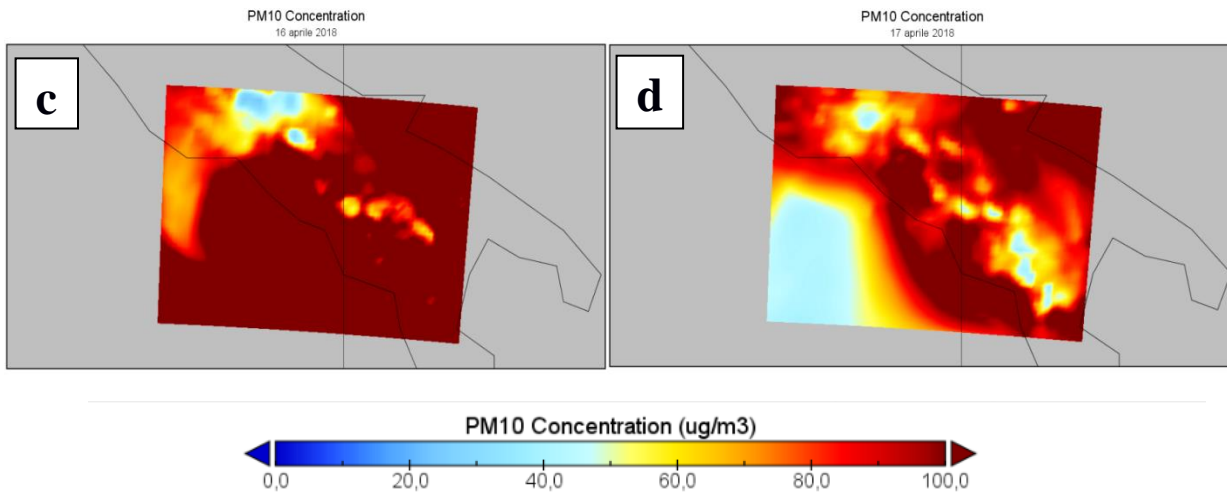 PM10 Concentration
16 aprile 2018
c
PM10 Concentration
17 aprile 2018
d
PM10 Concentration (ug/m3)
0,0 20,0 40,0 60,0 80,0 100,0